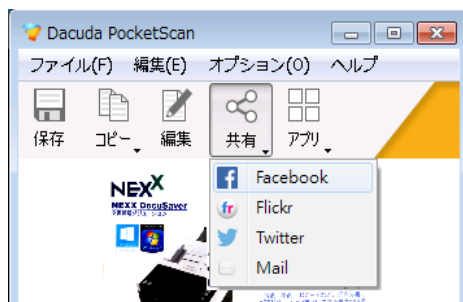 Dacuda PocketScan
ファイル(F) 編集(E) オプション(O) ヘルプ
保存 コピー 編集 共有 アプリ
Facebook
Flickr
Twitter
Mail
NEXX
NEXX DocuSaver